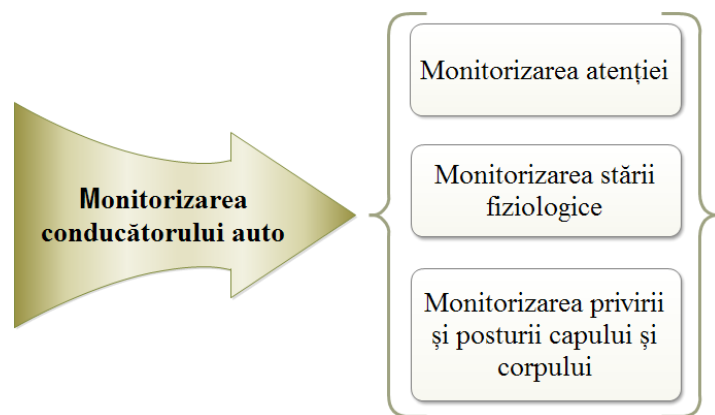 Monitorizarea
conducătorului auto
Monitorizarea atenției
Monitorizarea stării
fiziologice
Monitorizarea privirii
și posturii capului și
corpului